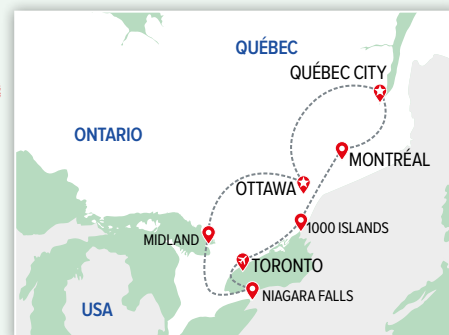 QUÉBEC
QUÉBEC CITY
ONTARIO
MONTRÉAL
OTTAWA
1000 ISLANDS
MIDLAND
TORONTO
NIAGARA FALLS
USA